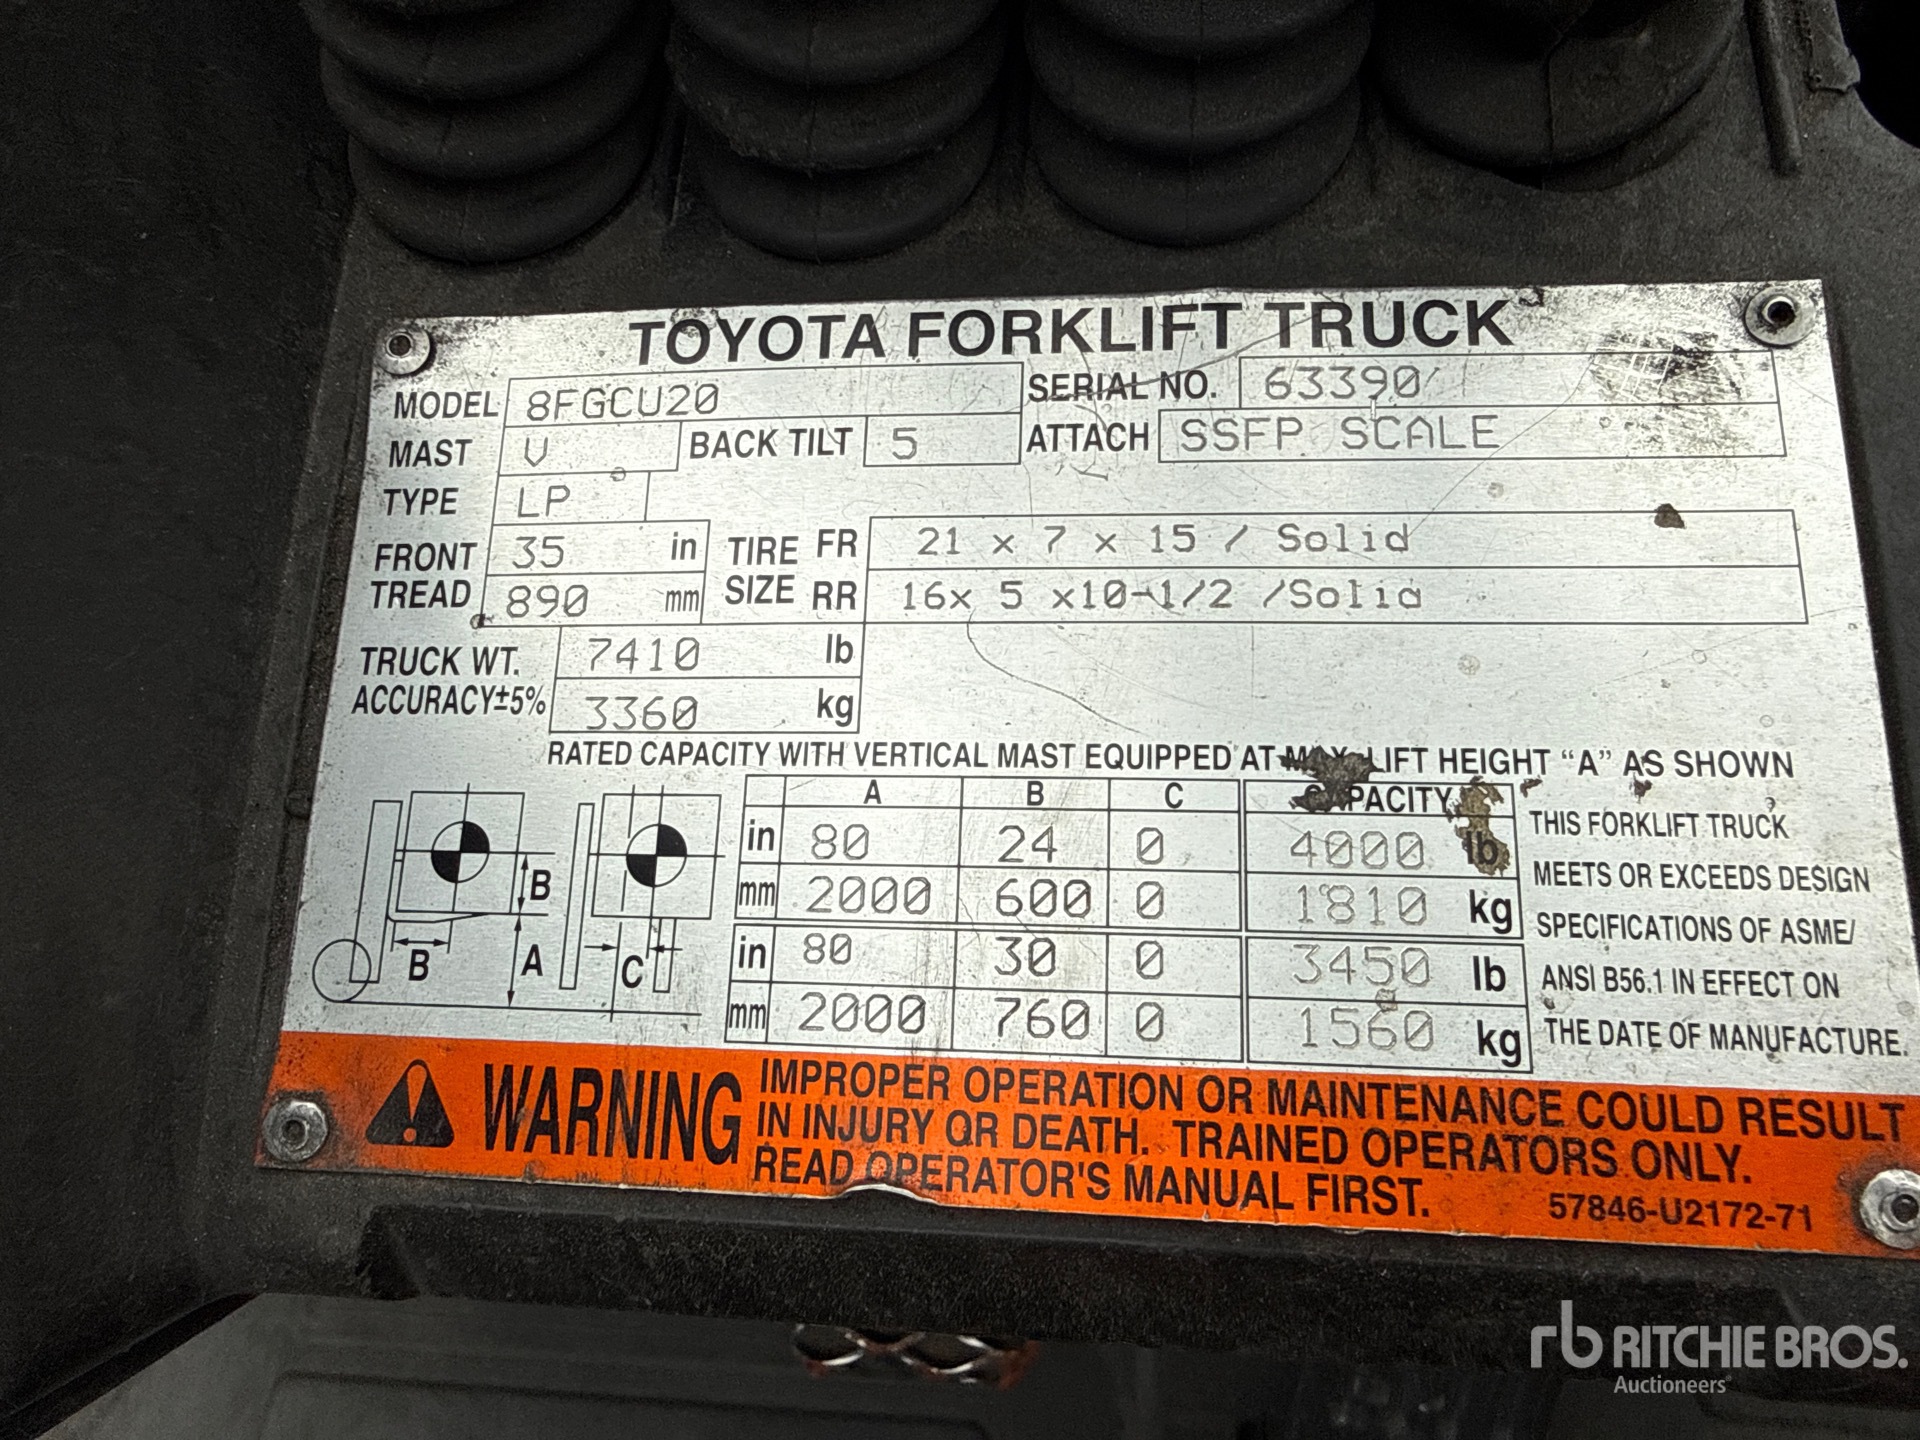 TOYOTA FORKLIFT TRUCK
MODEL 8FGCU20 SERIAL NO. 63390
MAST V BACK TILT 5 ATTACH SSFP SCALE
TYPE LP
FRONT TREAD 35 in TIRE SIZE FR 21 x 7 x 15 / Solid
890 mm RR 16x 5 x10-1/2 /Solid
TRUCK WT. 7410 lb
ACCURACY±5% 3360 kg
RATED CAPACITY WITH VERTICAL MAST EQUIPPED AT MAX. LIFT HEIGHT "A" AS SHOWN
A B C CAPACITY
in 80 24 0 4000 lb
mm 2000 600 0 1810 kg
in 80 30 0 3450 lb
mm 2000 760 0 1560 kg
B
B A C
THIS FORKLIFT TRUCK
MEETS OR EXCEEDS DESIGN
SPECIFICATIONS OF ASME/
ANSI B56.1 IN EFFECT ON
THE DATE OF MANUFACTURE.
WARNING
IMPROPER OPERATION OR MAINTENANCE COULD RESULT
IN INJURY OR DEATH. TRAINED OPERATORS ONLY.
READ OPERATOR'S MANUAL FIRST.
57846-U2172-71
rb RITCHIE BROS.
Auctioneers